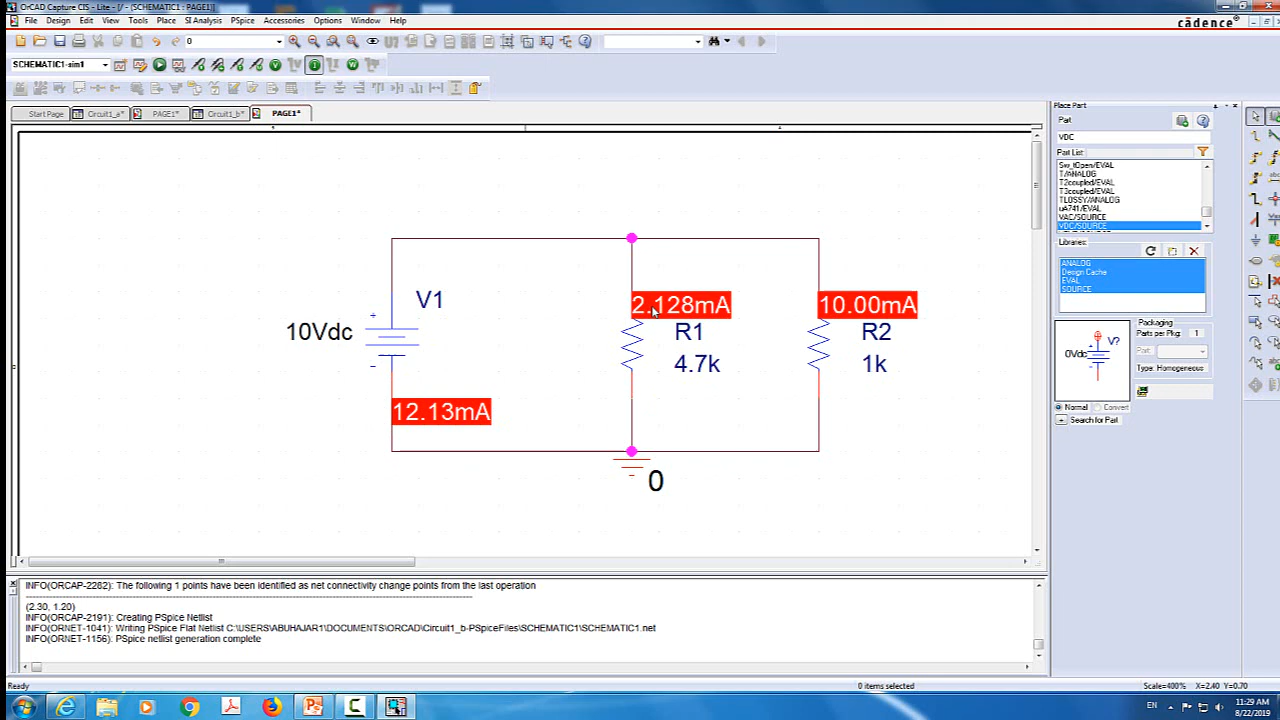 OrCAD Capture CIS - Lite - [/ - (SCHEMATIC1 : PAGE1)]
File Design Edit View Tools Place SI Analysis PSpice Accessories Options Window Help
cādence®
0
SCHEMATIC1-sim1
Start Page Circuit1_a* PAGE1* Circuit1_b* PAGE1*
Place Part
Part
VDC
Part List:
Sw_tOpen/EVAL
T/ANALOG
T2coupled/EVAL
T3coupled/EVAL
TLOSSY/ANALOG
uA741/EVAL
VAC/SOURCE
VDC/SOURCE
Libraries:
ANALOG
Design Cache
EVAL
SOURCE
Packaging
Parts per Pkg: 1
Part:
Type: Homogeneous
V?
0Vdc
+
-
Normal Convert
Search for Part
V1
+
10Vdc
-
12.13mA
2.128mA
R1
4.7k
10.00mA
R2
1k
0
INFO(ORCAP-2282): The following 1 points have been identified as net connectivity change points from the last operation
(2.30, 1.20)
INFO(ORCAP-2191): Creating PSpice Netlist
INFO(ORNET-1041): Writing PSpice Flat Netlist C:\USERS\ABUHAJAR1\DOCUMENTS\ORCAD\Circuit1_b-PSpiceFiles\SCHEMATIC1\SCHEMATIC1.net
INFO(ORNET-1156): PSpice netlist generation complete
Ready
0 items selected
Scale=400% X=2.40 Y=0.70
EN
11:29 AM
8/22/2019